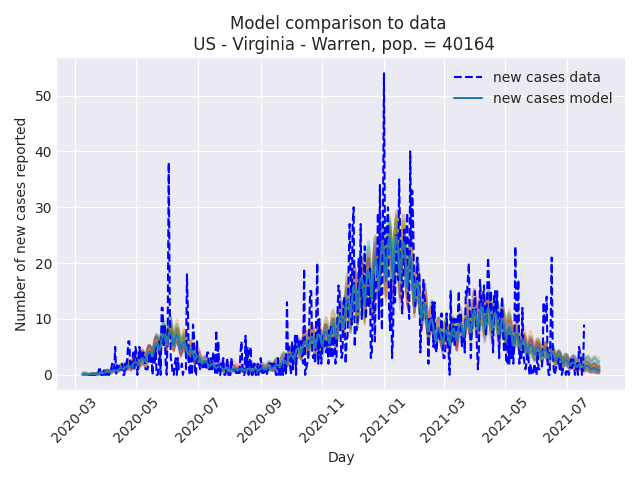 Model comparison to data
US - Virginia - Warren, pop. = 40164
new cases data
new cases model
Number of new cases reported
50
40
30
20
10
0
2020-03
2020-05
2020-07
2020-09
2020-11
2021-01
2021-03
2021-05
2021-07
Day